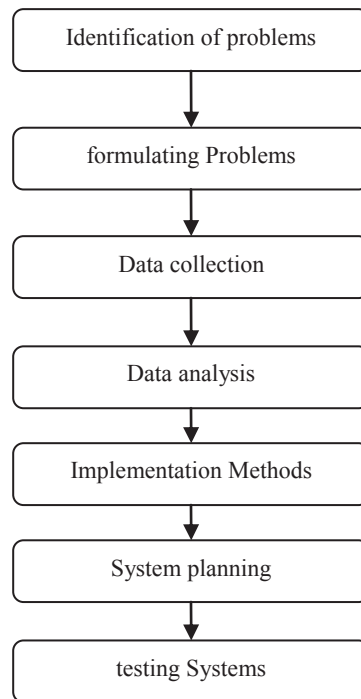 Identification of problems
formulating Problems
Data collection
Data analysis
Implementation Methods
System planning
testing Systems